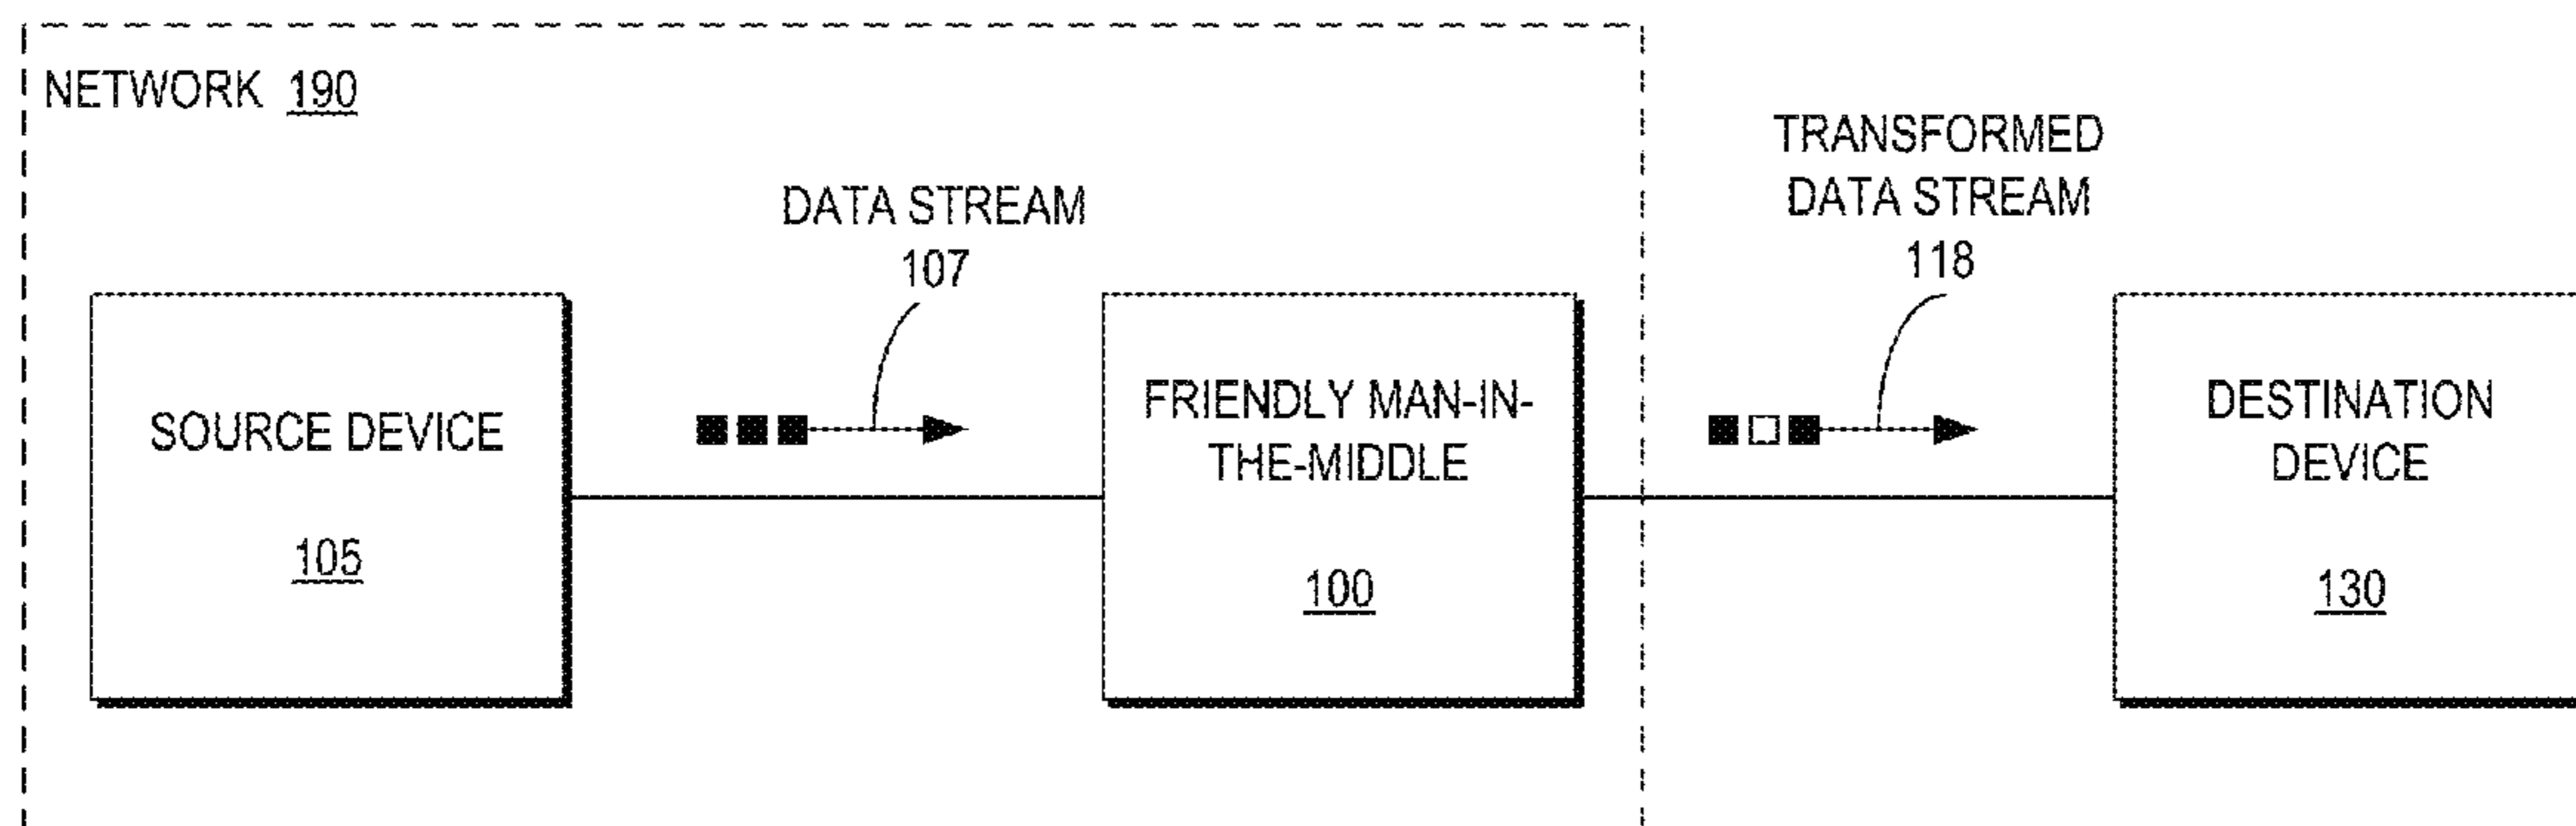 NETWORK 190
DATA STREAM
107
TRANSFORMED
DATA STREAM
118
SOURCE DEVICE
105
FRIENDLY MAN-IN-
THE-MIDDLE
100
DESTINATION
DEVICE
130